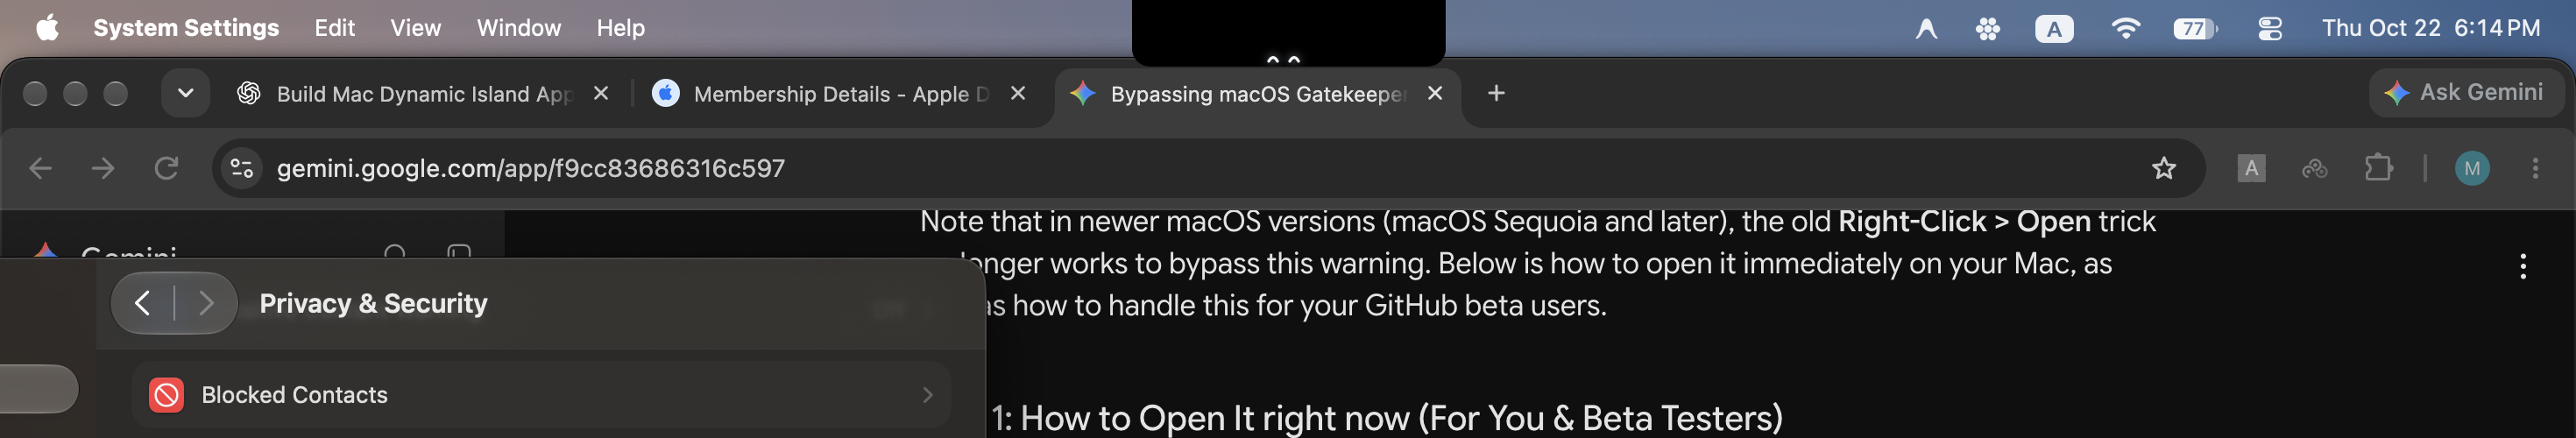 System Settings Edit View Window Help
A 77 Thu Oct 22 6:14 PM
Build Mac Dynamic Island App
Membership Details - Apple D
Bypassing macOS Gatekeeper
Ask Gemini
gemini.google.com/app/f9cc83686316c597
A M
Note that in newer macOS versions (macOS Sequoia and later), the old Right-Click > Open trick
longer works to bypass this warning. Below is how to open it immediately on your Mac, as
as how to handle this for your GitHub beta users.
Gemini
Privacy & Security
Blocked Contacts
1: How to Open It right now (For You & Beta Testers)